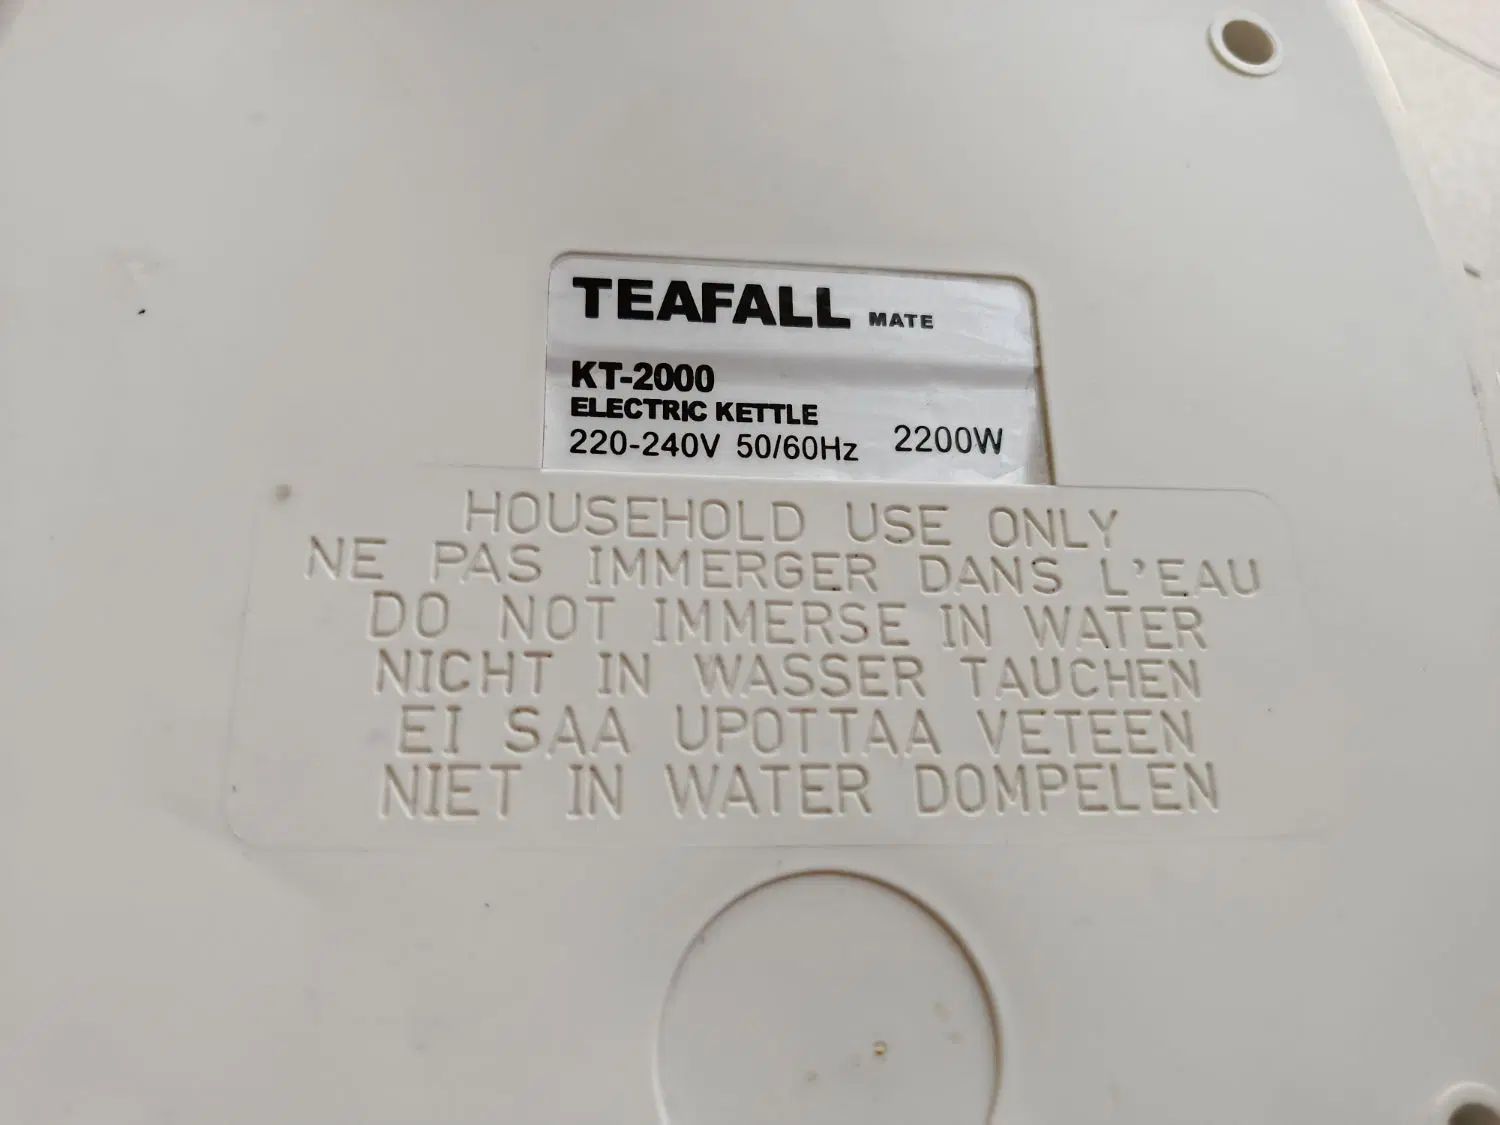 TEAFALL MATE
KT-2000
ELECTRIC KETTLE
220-240V 50/60Hz 2200W
HOUSEHOLD USE ONLY
NE PAS IMMERGER DANS L'EAU
DO NOT IMMERSE IN WATER
NICHT IN WASSER TAUCHEN
EI SAA UPOTTAA VETEEN
NIET IN WATER DOMPELEN